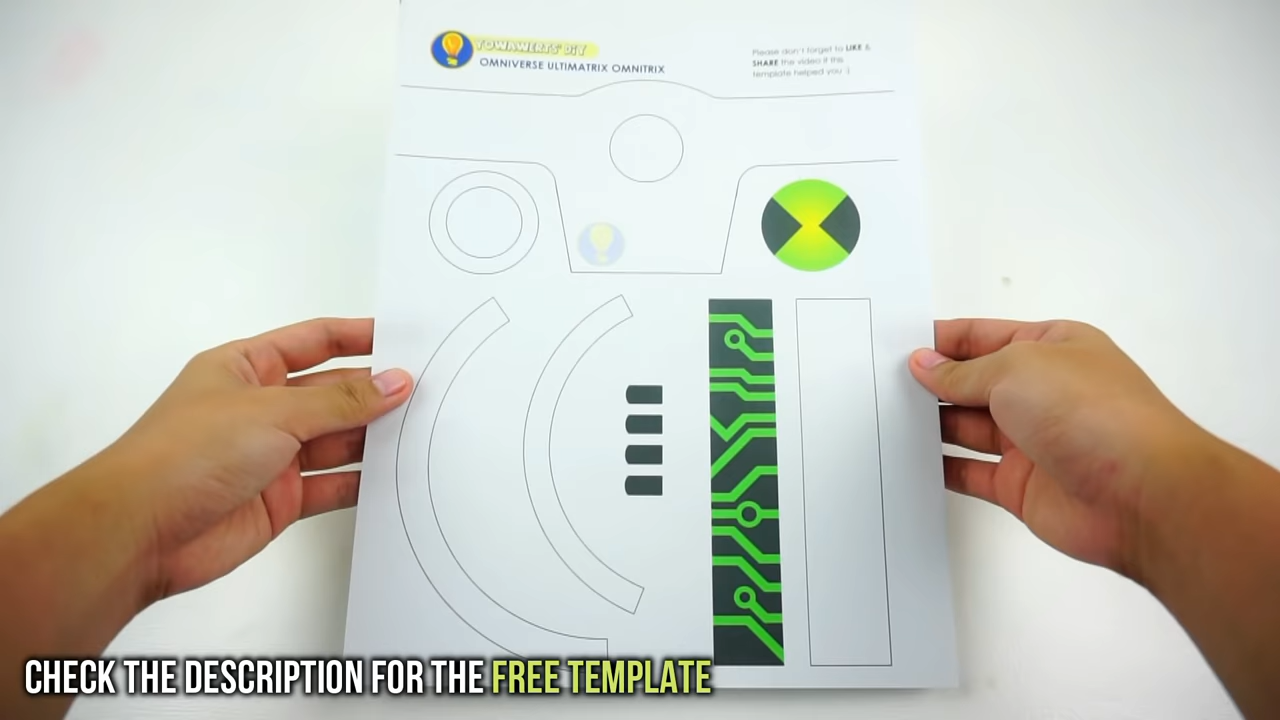 TOWAWERTS' DIY
OMNIVERSE ULTIMATRIX OMNITRIX
Please don't forget to LIKE &
SHARE the video if this
template helped you :)
CHECK THE DESCRIPTION FOR THE FREE TEMPLATE